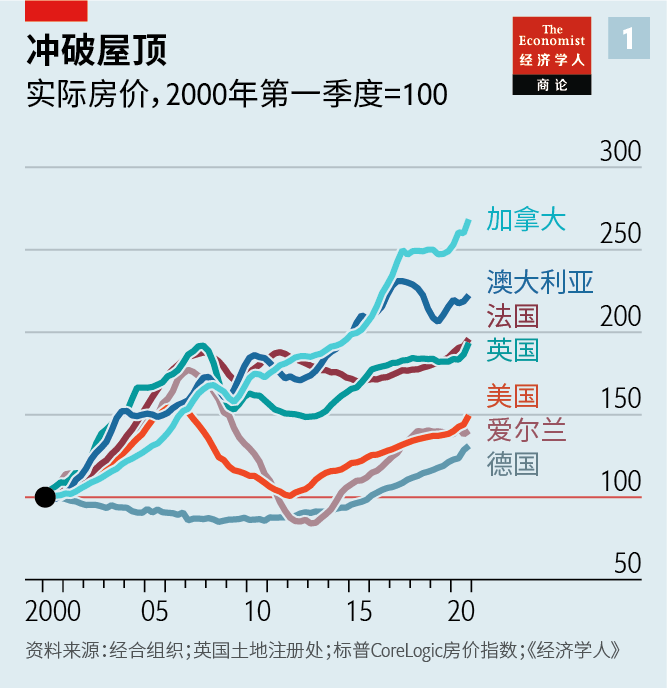 冲破屋顶
实际房价，2000年第一季度=100
The
Economist
经济学人
商论
1
300
加拿大
250
澳大利亚
法国
200
英国
美国
150
爱尔兰
德国
100
50
2000 05 10 15 20
资料来源：经合组织；英国土地注册处；标普CoreLogic房价指数；《经济学人》